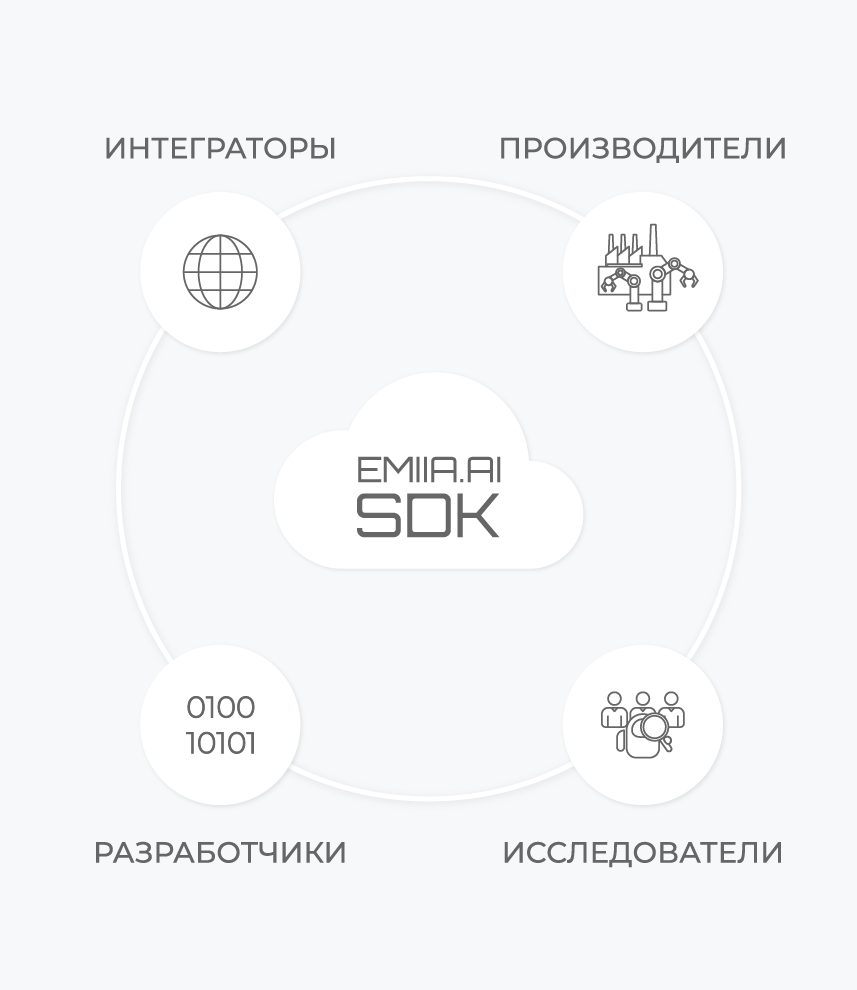 ИНТЕГРАТОРЫ
ПРОИЗВОДИТЕЛИ
EMIIA.AI
SDK
0100
10101
РАЗРАБОТЧИКИ
ИССЛЕДОВАТЕЛИ